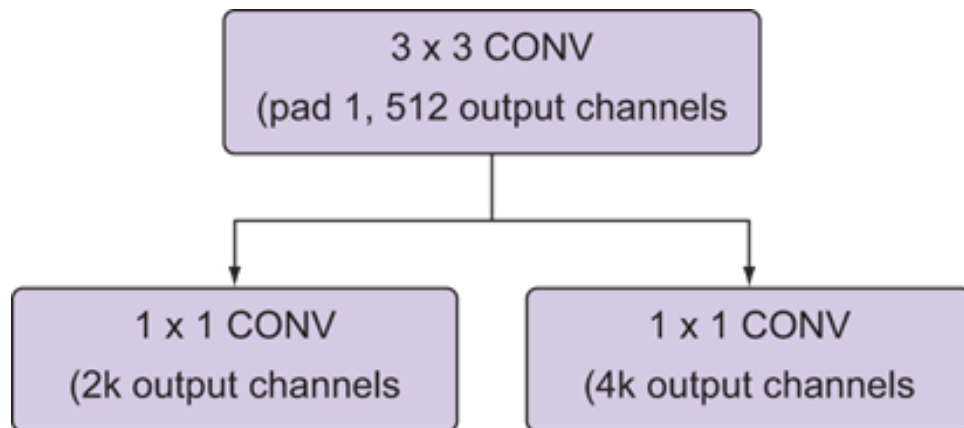 3 x 3 CONV
(pad 1, 512 output channels
1 x 1 CONV
(2k output channels
1 x 1 CONV
(4k output channels